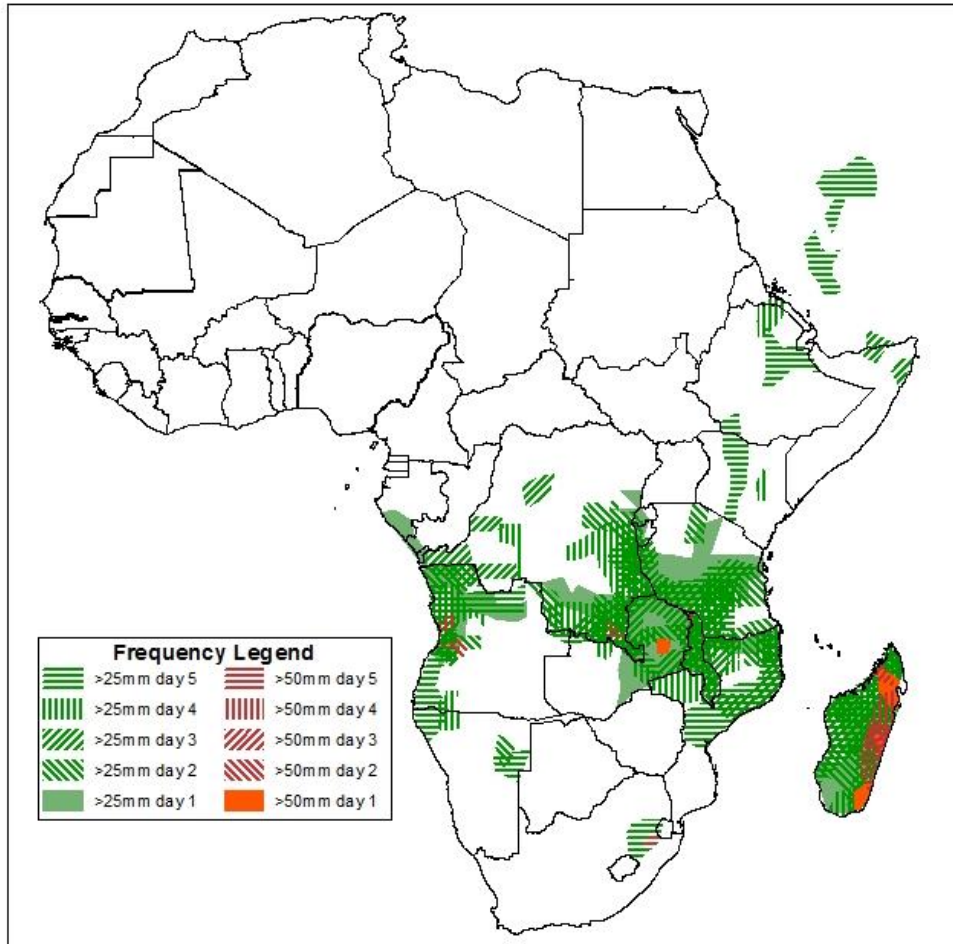 Frequency Legend
>25mm day 5 >50mm day 5
>25mm day 4 >50mm day 4
>25mm day 3 >50mm day 3
>25mm day 2 >50mm day 2
>25mm day 1 >50mm day 1